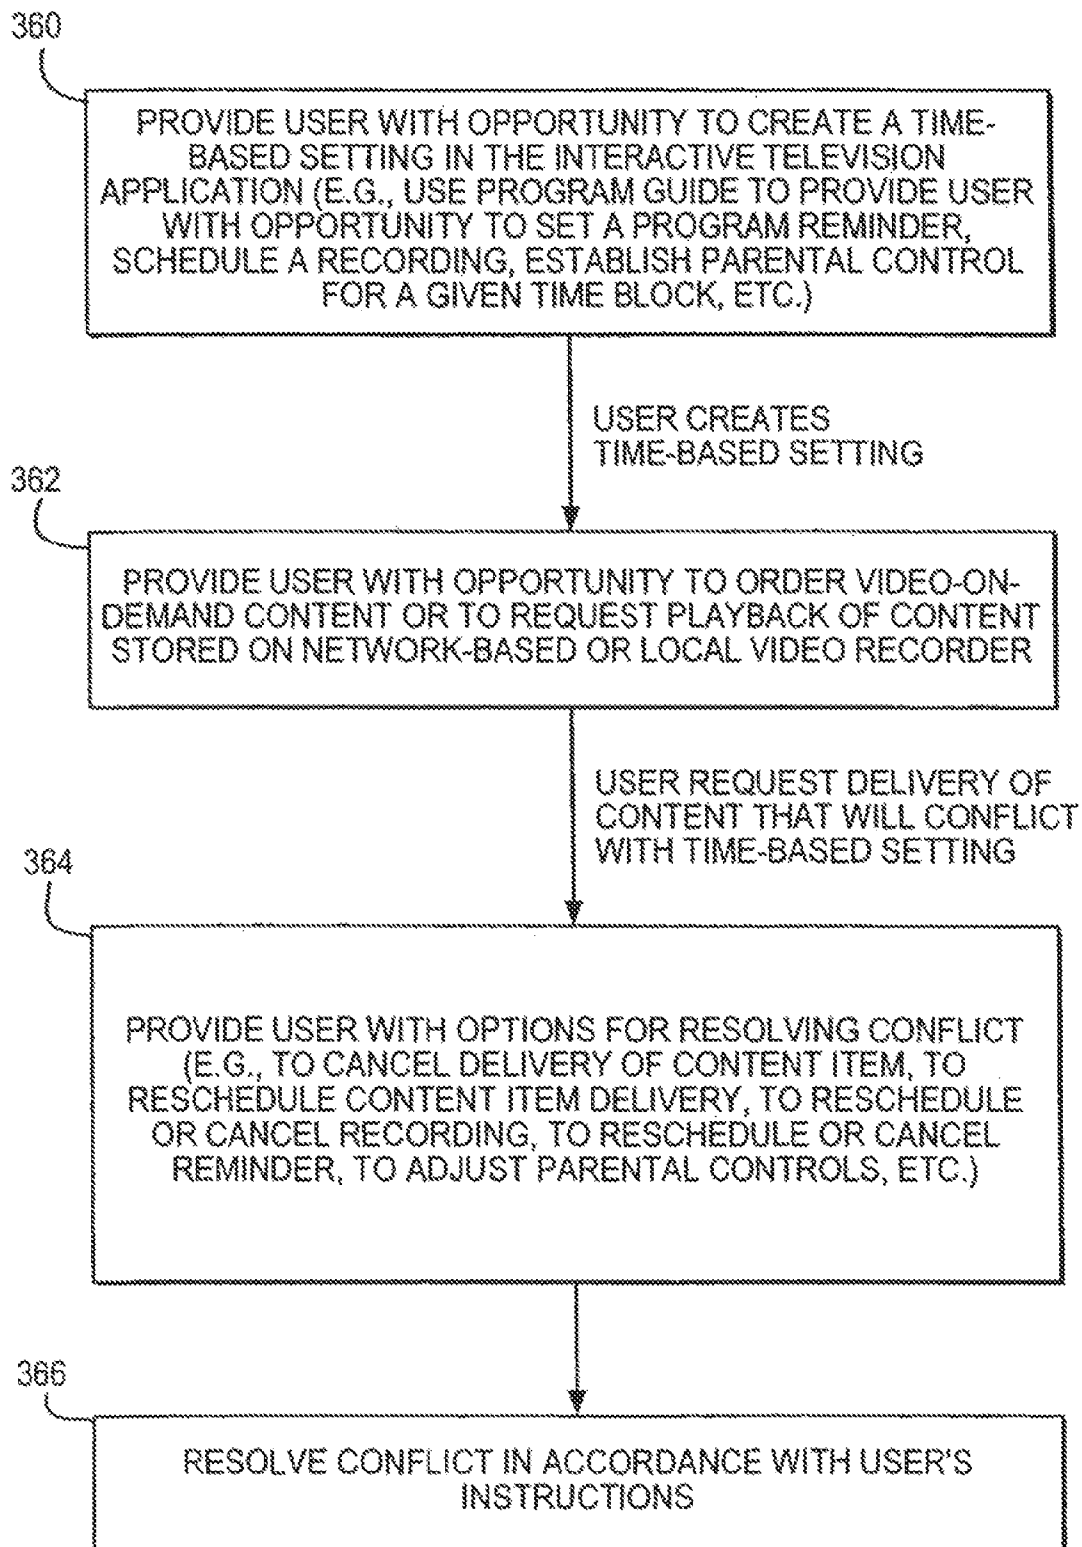 360
PROVIDE USER WITH OPPORTUNITY TO CREATE A TIME-
BASED SETTING IN THE INTERACTIVE TELEVISION
APPLICATION (E.G., USE PROGRAM GUIDE TO PROVIDE USER
WITH OPPORTUNITY TO SET A PROGRAM REMINDER,
SCHEDULE A RECORDING, ESTABLISH PARENTAL CONTROL
FOR A GIVEN TIME BLOCK, ETC.)
USER CREATES
TIME-BASED SETTING
362
PROVIDE USER WITH OPPORTUNITY TO ORDER VIDEO-ON-
DEMAND CONTENT OR TO REQUEST PLAYBACK OF CONTENT
STORED ON NETWORK-BASED OR LOCAL VIDEO RECORDER
USER REQUEST DELIVERY OF
CONTENT THAT WILL CONFLICT
WITH TIME-BASED SETTING
364
PROVIDE USER WITH OPTIONS FOR RESOLVING CONFLICT
(E.G., TO CANCEL DELIVERY OF CONTENT ITEM, TO
RESCHEDULE CONTENT ITEM DELIVERY, TO RESCHEDULE
OR CANCEL RECORDING, TO RESCHEDULE OR CANCEL
REMINDER, TO ADJUST PARENTAL CONTROLS, ETC.)
366
RESOLVE CONFLICT IN ACCORDANCE WITH USER'S
INSTRUCTIONS